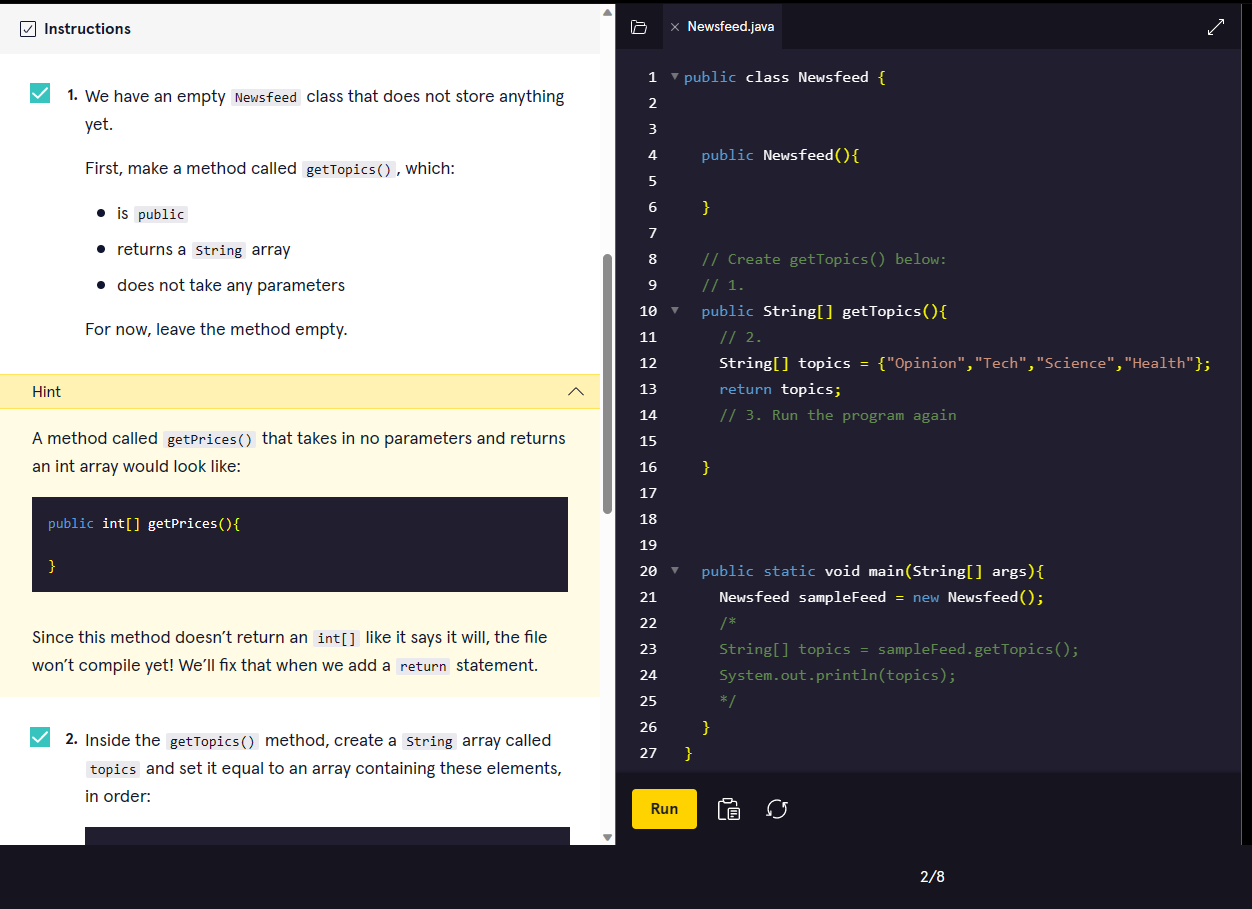 Instructions
1. We have an empty Newsfeed class that does not store anything
yet.
First, make a method called getTopics(), which:
• is public
• returns a String array
• does not take any parameters
For now, leave the method empty.
Hint
A method called getPrices() that takes in no parameters and returns
an int array would look like:
public int[] getPrices(){
}
Since this method doesn’t return an int[] like it says it will, the file
won’t compile yet! We’ll fix that when we add a return statement.
2. Inside the getTopics() method, create a String array called
topics and set it equal to an array containing these elements,
in order:
Newsfeed.java
1 public class Newsfeed {
2
3
4 public Newsfeed(){
5
6 }
7
8 // Create getTopics() below:
9 // 1.
10 public String[] getTopics(){
11 // 2.
12 String[] topics = {"Opinion","Tech","Science","Health"};
13 return topics;
14 // 3. Run the program again
15
16 }
17
18
19
20 public static void main(String[] args){
21 Newsfeed sampleFeed = new Newsfeed();
22 /*
23 String[] topics = sampleFeed.getTopics();
24 System.out.println(topics);
25 */
26 }
27 }
Run
2/8